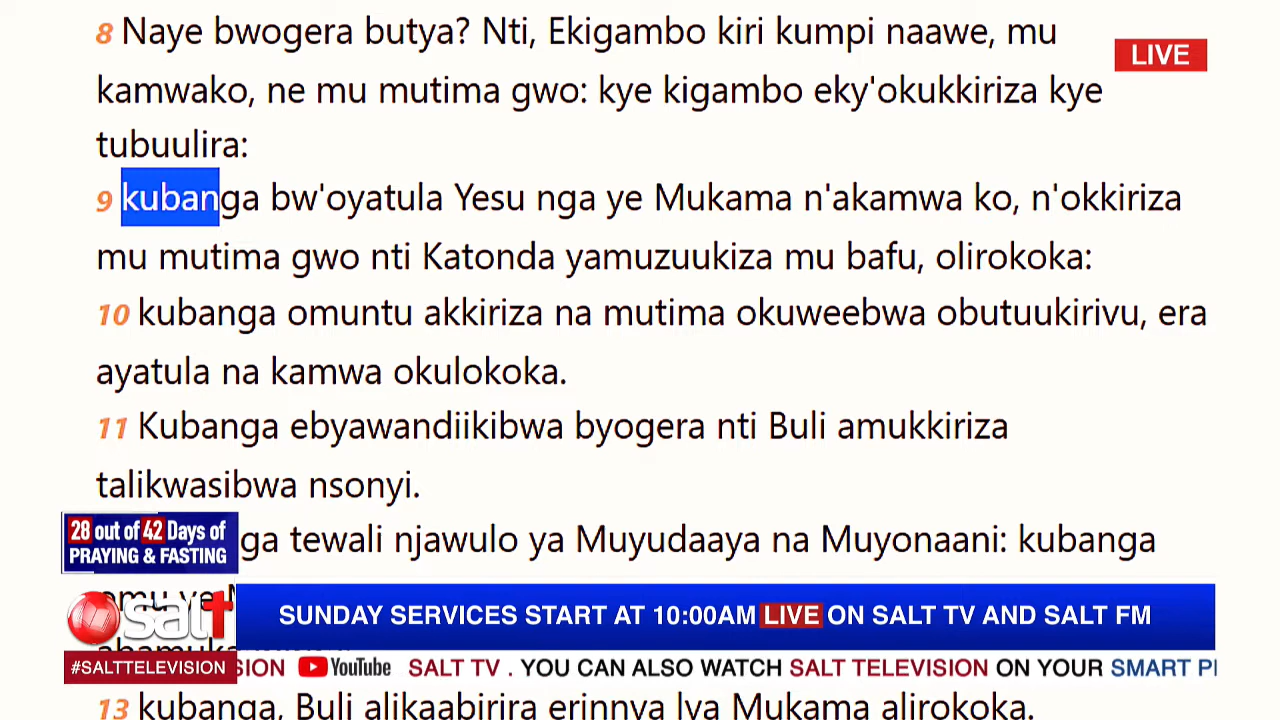 8 Naye bwogera butya? Nti, Ekigambo kiri kumpi naawe, mu
LIVE
kamwako, ne mu mutima gwo: kye kigambo eky'okukkiriza kye
tubuulira:
9 kubanga bw'oyatula Yesu nga ye Mukama n'akamwa ko, n'okkiriza
mu mutima gwo nti Katonda yamuzuukiza mu bafu, olirokoka:
10 kubanga omuntu akkiriza na mutima okuweebwa obutuukirivu, era
ayatula na kamwa okulokoka.
11 Kubanga ebyawandiikibwa byogera nti Buli amukkiriza
talikwasibwa nsonyi.
28 out of 42 Days of
PRAYING & FASTING
ga tewali njawulo ya Muyudaaya na Muyonaani: kubanga
salt
SUNDAY SERVICES START AT 10:00AM LIVE ON SALT TV AND SALT FM
#SALTTELEVISION
SION YouTube SALT TV . YOU CAN ALSO WATCH SALT TELEVISION ON YOUR SMART
13 kubanga, Buli alikaabirira erinnya lya Mukama alirokoka.